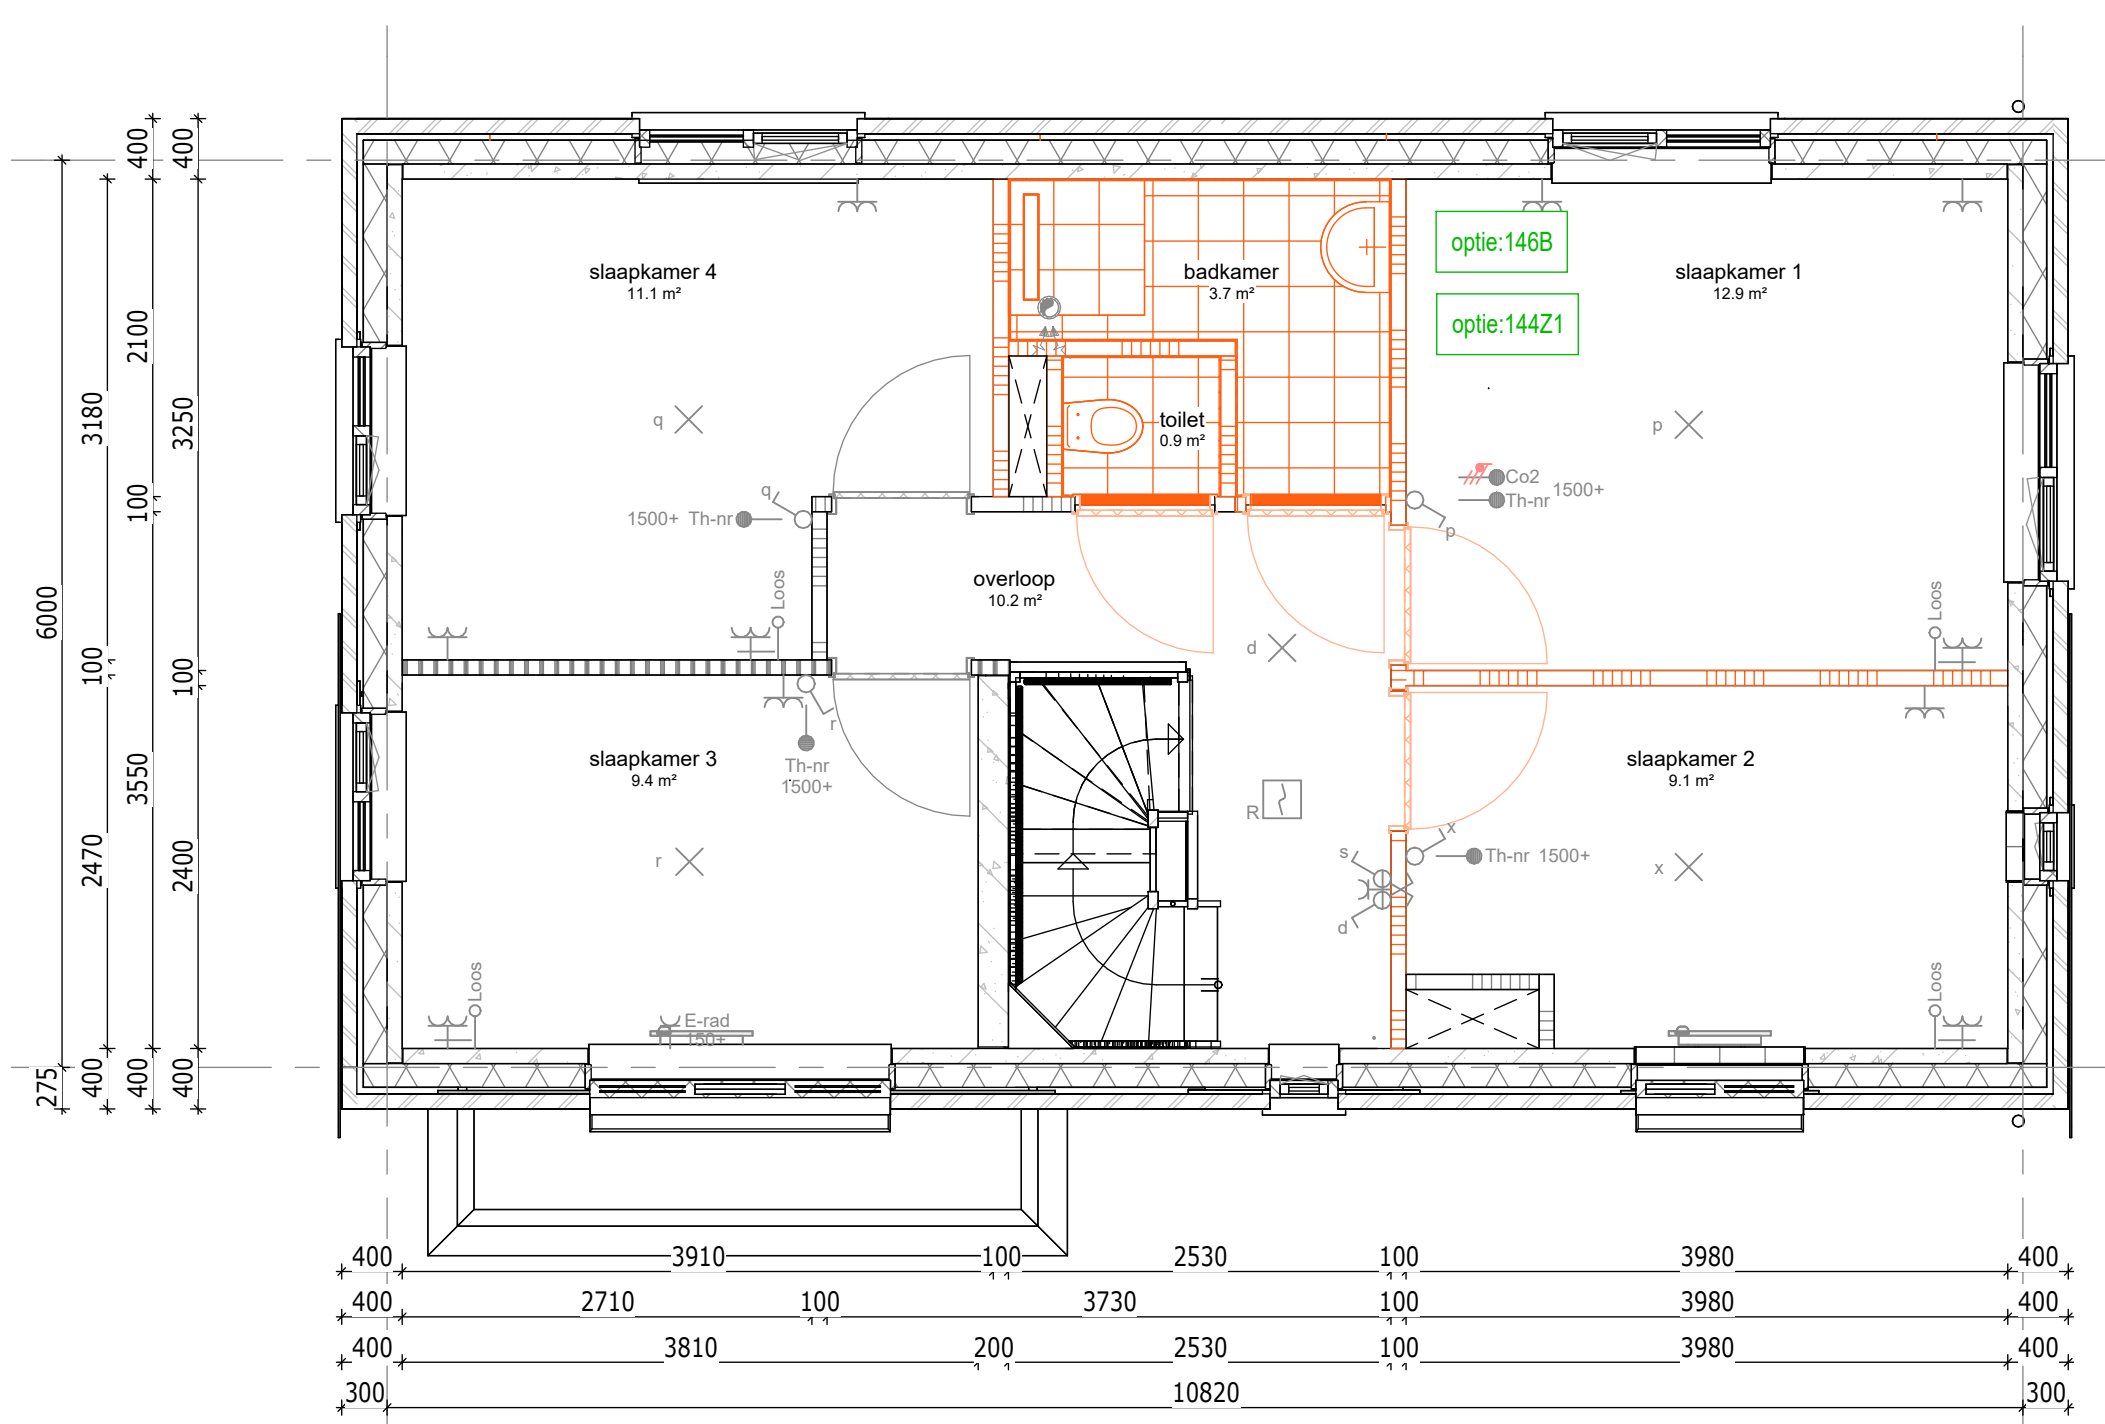 400
400
optie:146B
slaapkamer 4
11.1 m²
badkamer
3.7 m²
slaapkamer 1
12.9 m²
optie:144Z1
2100
3180
3250
q
toilet
0.9 m²
p
Co2
Th-nr
1500+
q
1500+ Th-nr
100
p
overloop
10.2 m²
Loos
Loos
6000
d
100
100
r
slaapkamer 3
9.4 m²
Th-nr
1500+
slaapkamer 2
9.1 m²
3550
R
2470
2400
r
s
x
Th-nr 1500+
x
d
Loos
Loos
E-rad
150+
275
400
400
400
400
3910
100
2530
100
3980
400
400
2710
100
3730
100
3980
400
400
3810
200
2530
100
3980
400
300
10820
300